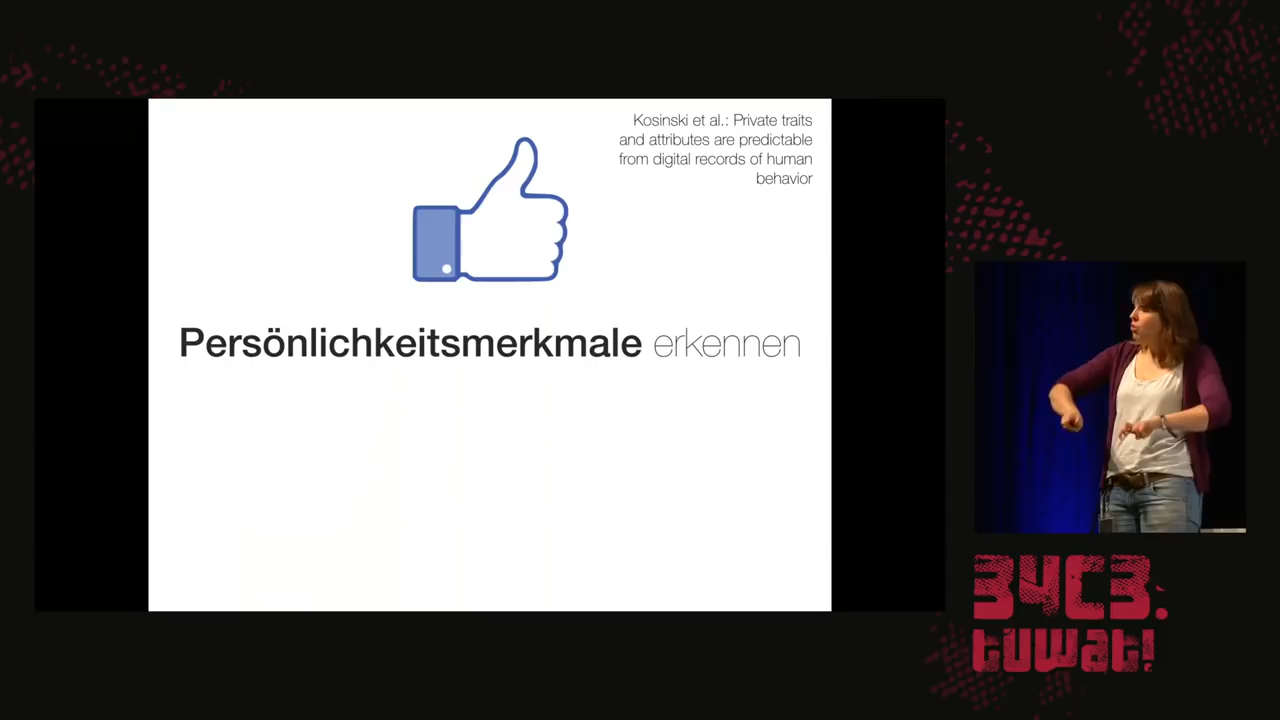 Kosinski et al.: Private traits
and attributes are predictable
from digital records of human
behavior
Persönlichkeitsmerkmale erkennen
34C3.
tuwat!